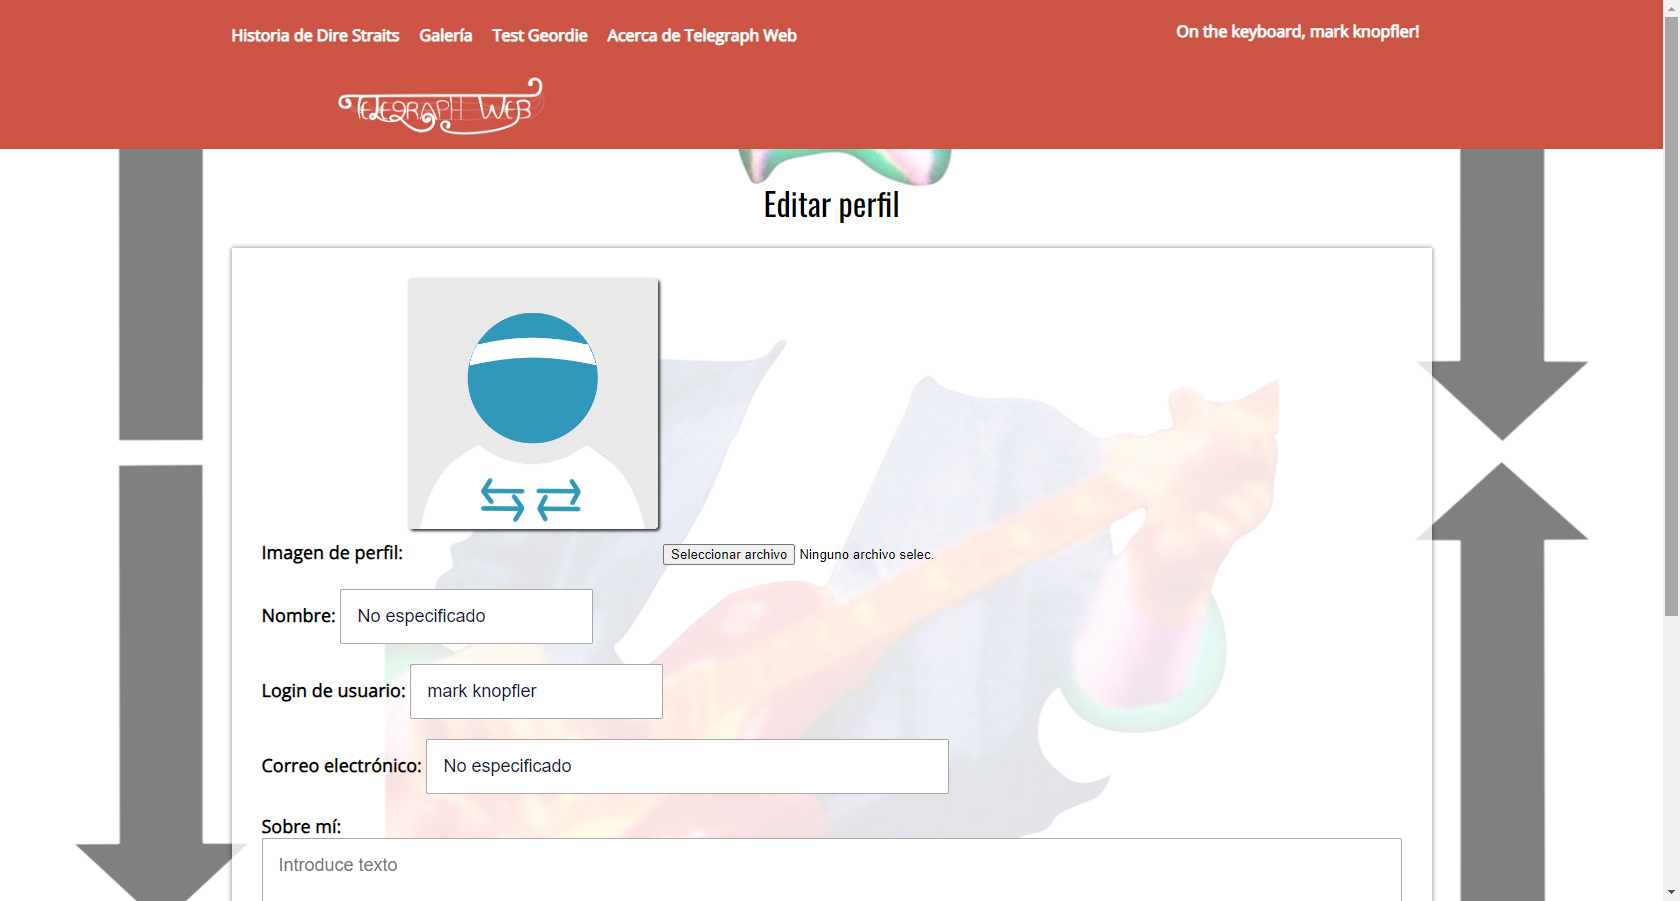 Historia de Dire Straits Galería Test Geordie Acerca de Telegraph Web
On the keyboard, mark knopfler!
TELEGRAPH WEB
Editar perfil
Imagen de perfil: Seleccionar archivo Ninguno archivo selec.
Nombre: No especificado
Login de usuario: mark knopfler
Correo electrónico: No especificado
Sobre mí:
Introduce texto